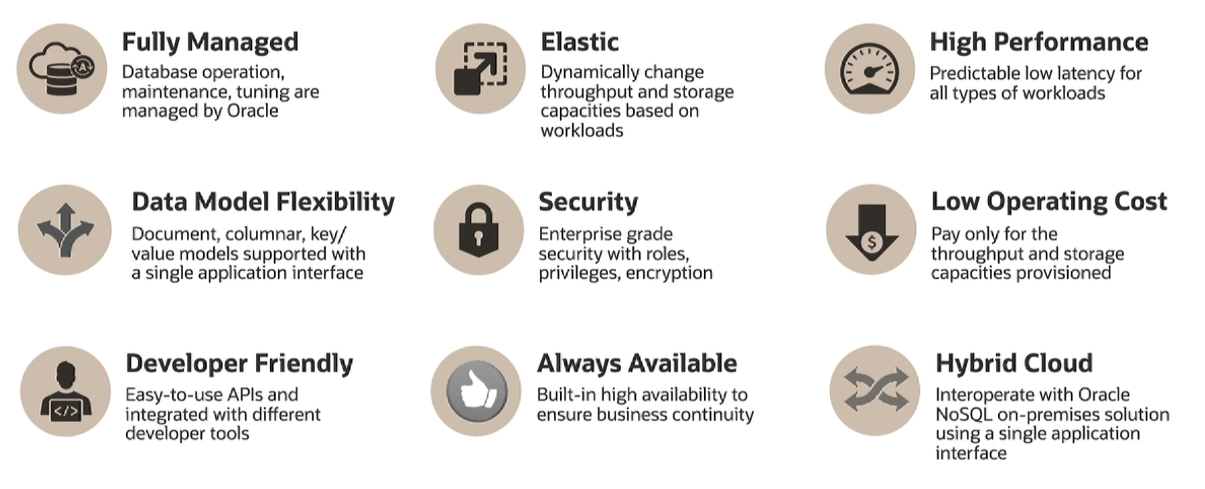 Fully Managed
Database operation,
maintenance, tuning are
managed by Oracle
Elastic
Dynamically change
throughput and storage
capacities based on
workloads
High Performance
Predictable low latency for
all types of workloads
Data Model Flexibility
Document, columnar, key/
value models supported with
a single application interface
Security
Enterprise grade
security with roles,
privileges, encryption
Low Operating Cost
$
Pay only for the
throughput and storage
capacities provisioned
Developer Friendly
</>
Easy-to-use APIs and
integrated with different
developer tools
Always Available
Built-in high availability to
ensure business continuity
Hybrid Cloud
Interoperate with Oracle
NoSQL on-premises solution
using a single application
interface